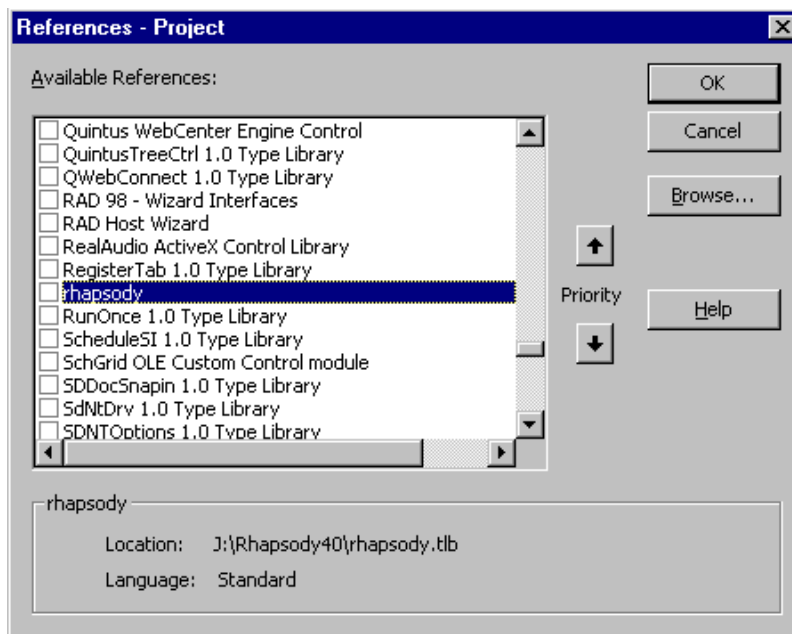 References - Project
Available References:
Quintus WebCenter Engine Control
QuintusTreeCtrl 1.0 Type Library
QWebConnect 1.0 Type Library
RAD 98 - Wizard Interfaces
RAD Host Wizard
RealAudio ActiveX Control Library
RegisterTab 1.0 Type Library
rhapsody
RunOnce 1.0 Type Library
ScheduleSI 1.0 Type Library
SchGrid OLE Custom Control module
SDDocSnapin 1.0 Type Library
SdNtDrv 1.0 Type Library
SDNTOptions 1.0 Type Library
Priority
OK
Cancel
Browse...
Help
rhapsody
Location: J:\Rhapsody40\rhapsody.tlb
Language: Standard